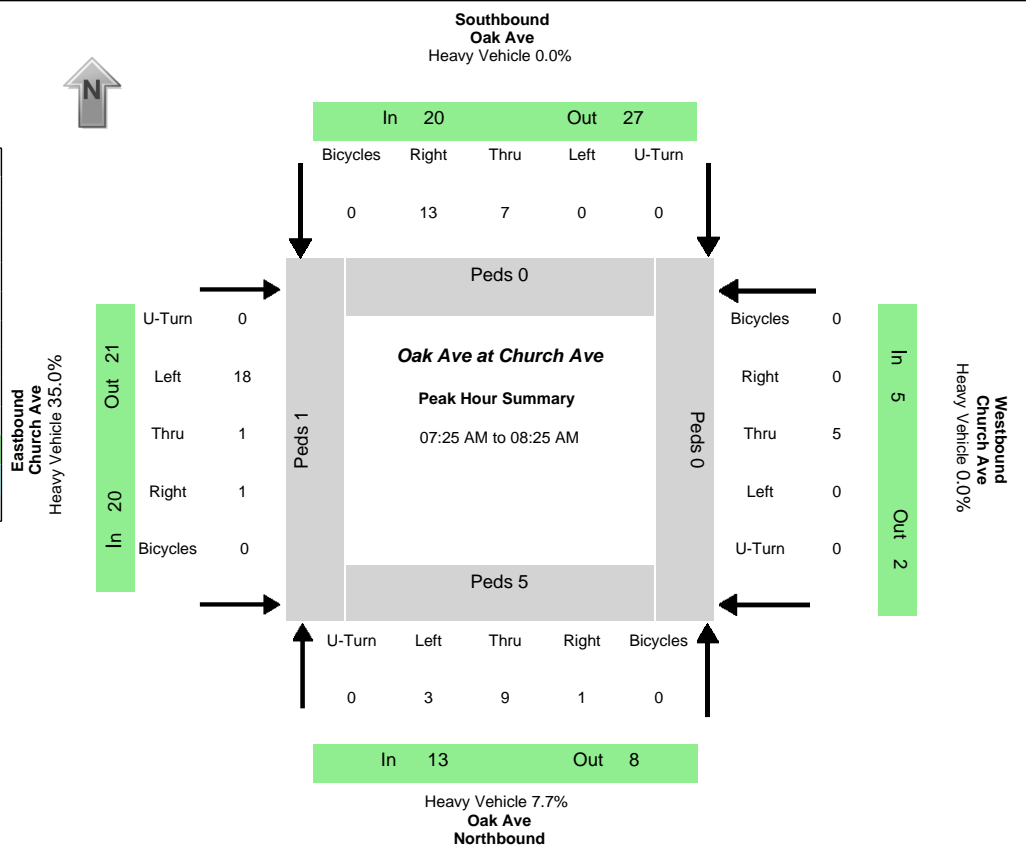 Southbound
Oak Ave
Heavy Vehicle 0.0%
N
In 20 Out 27
Bicycles Right Thru Left U-Turn
0 13 7 0 0
Peds 0
Eastbound
Church Ave
Heavy Vehicle 35.0%
Out 21
In 20
U-Turn 0
Left 18
Thru 1
Right 1
Bicycles 0
Peds 1
Oak Ave at Church Ave
Peak Hour Summary
07:25 AM to 08:25 AM
Peds 0
Bicycles 0
Right 0
Thru 5
Left 0
U-Turn 0
In 5
Out 2
Westbound
Church Ave
Heavy Vehicle 0.0%
Peds 5
U-Turn Left Thru Right Bicycles
0 3 9 1 0
In 13 Out 8
Heavy Vehicle 7.7%
Oak Ave
Northbound